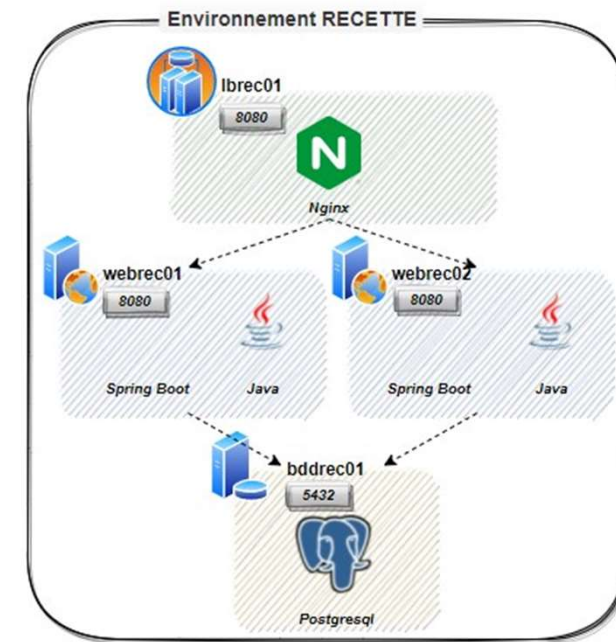 Environnement RECETTE
lbrec01
8080
N
Nginx
webrec01
8080
Spring Boot
Java
webrec02
8080
Spring Boot
Java
bddrec01
5432
Postgresql